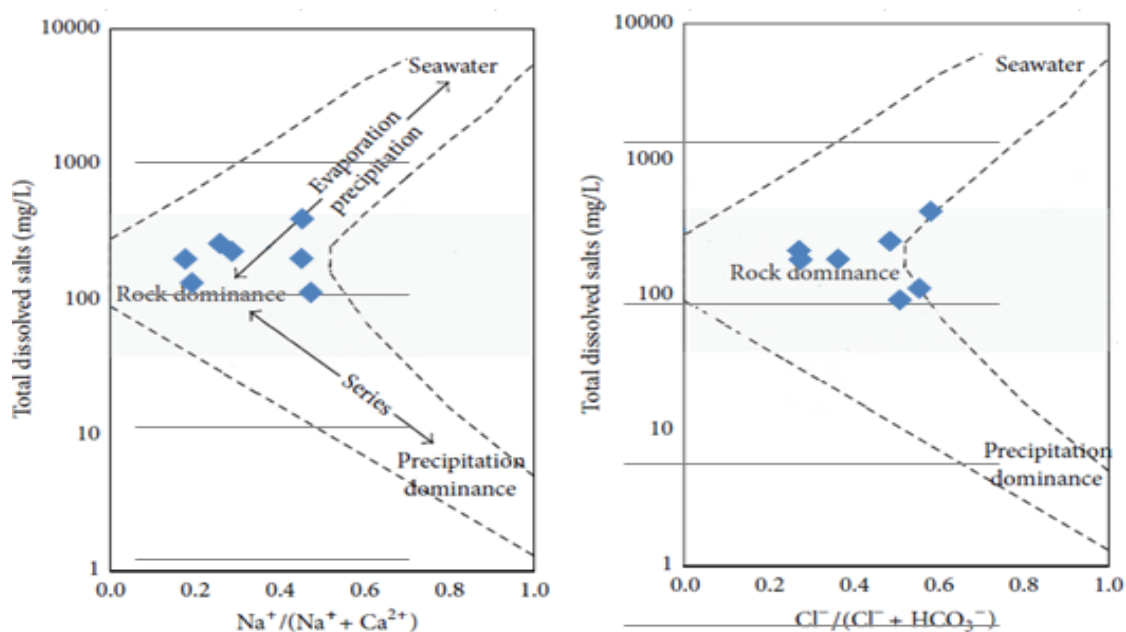 10000
1000
100
10
1
Total dissolved salts (mg/L)
Seawater
Evaporation
precipitation
Rock dominance
Series
Precipitation
dominance
0.0 0.2 0.4 0.6 0.8 1.0
Na⁺/(Na⁺ + Ca²⁺)
10000
1000
100
10
1
Total dissolved salts (mg/L)
Seawater
Rock dominance
Precipitation
dominance
0.0 0.2 0.4 0.6 0.8 1.0
Cl⁻/(Cl⁻ + HCO₃⁻)